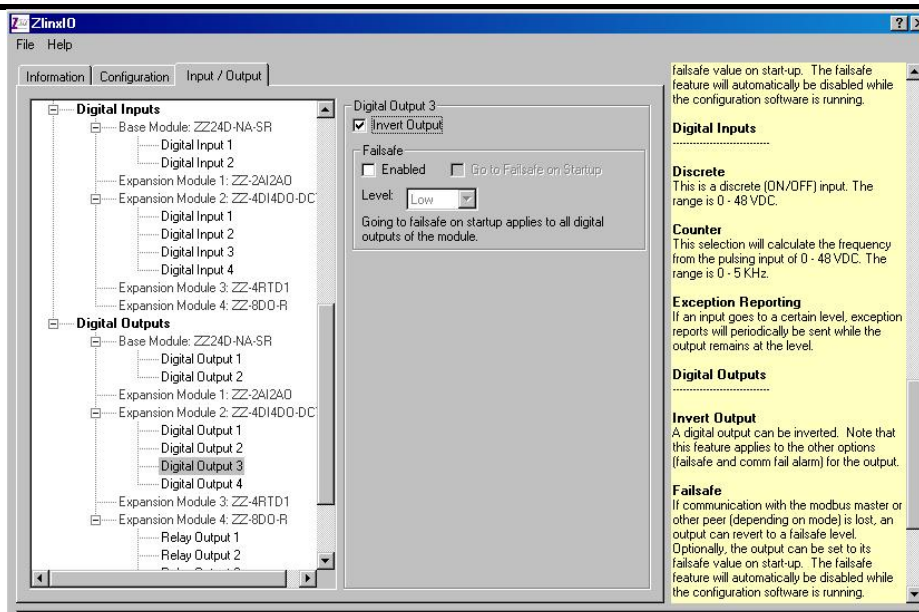 ZlinxIO
File Help
Information Configuration Input / Output
Digital Inputs
Base Module: ZZ24D-NA-SR
Digital Input 1
Digital Input 2
Expansion Module 1: ZZ-2AI2AO
Expansion Module 2: ZZ-4DI4DO-DC
Digital Input 1
Digital Input 2
Digital Input 3
Digital Input 4
Expansion Module 3: ZZ-4RTD1
Expansion Module 4: ZZ-8DO-R
Digital Outputs
Base Module: ZZ24D-NA-SR
Digital Output 1
Digital Output 2
Expansion Module 1: ZZ-2AI2AO
Expansion Module 2: ZZ-4DI4DO-DC
Digital Output 1
Digital Output 2
Digital Output 3
Digital Output 4
Expansion Module 3: ZZ-4RTD1
Expansion Module 4: ZZ-8DO-R
Relay Output 1
Relay Output 2
Digital Output 3
Invert Output
Failsafe
Enabled Go to Failsafe on Startup
Level: Low
Going to failsafe on startup applies to all digital
outputs of the module.
failsafe value on start-up. The failsafe
feature will automatically be disabled while
the configuration software is running.
Digital Inputs
------------------------------
Discrete
This is a discrete (ON/OFF) input. The
range is 0 - 48 VDC.
Counter
This selection will calculate the frequency
from the pulsing input of 0 - 48 VDC. The
range is 0 - 5 KHz.
Exception Reporting
If an input goes to a certain level, exception
reports will periodically be sent while the
output remains at the level.
Digital Outputs
------------------------------
Invert Output
A digital output can be inverted. Note that
this feature applies to the other options
(failsafe and comm fail alarm) for the output.
Failsafe
If communication with the modbus master or
other peer (depending on mode) is lost, an
output can revert to a failsafe level.
Optionally, the output can be set to its
failsafe value on start-up. The failsafe
feature will automatically be disabled while
the configuration software is running.